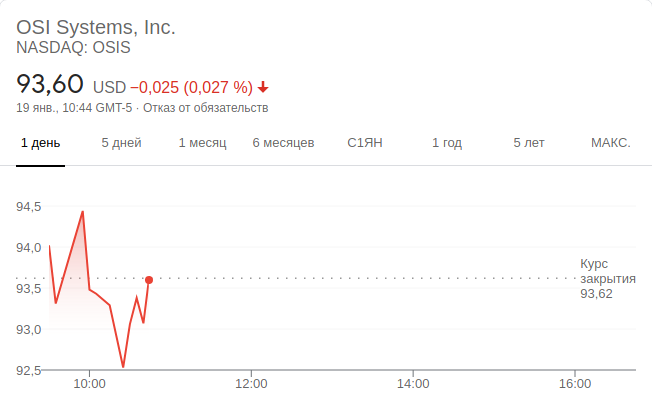 OSI Systems, Inc.
NASDAQ: OSIS
93,60 USD −0,025 (0,027 %)
19 янв., 10:44 GMT-5 · Отказ от обязательств
1 день 5 дней 1 месяц 6 месяцев С1ЯН 1 год 5 лет МАКС.
94,5
94,0
93,5
93,0
92,5
Курс
закрытия
93,62
10:00 12:00 14:00 16:00